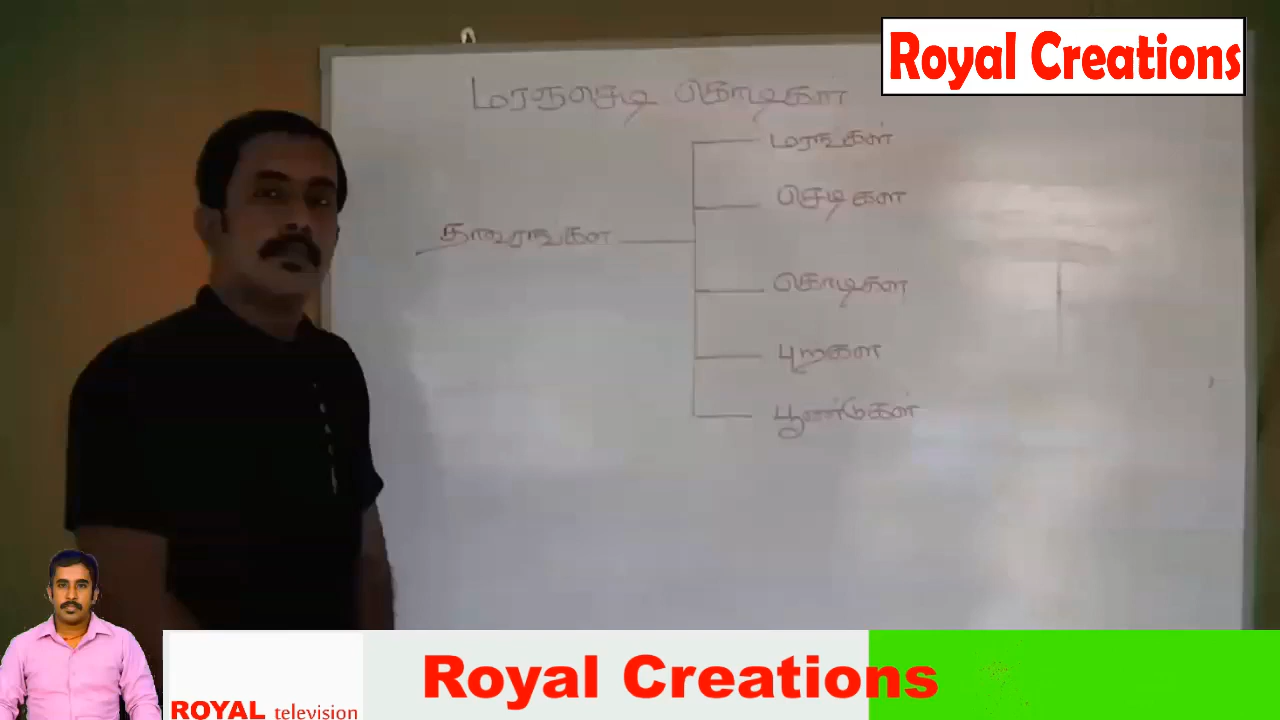 Royal Creations
மரஞ்செடி கொடிகள்
மரங்கள்
செடிகள்
தாவரங்கள்
கொடிகள்
புற்கள்
பூண்டுகள்
Royal Creations
ROYAL television